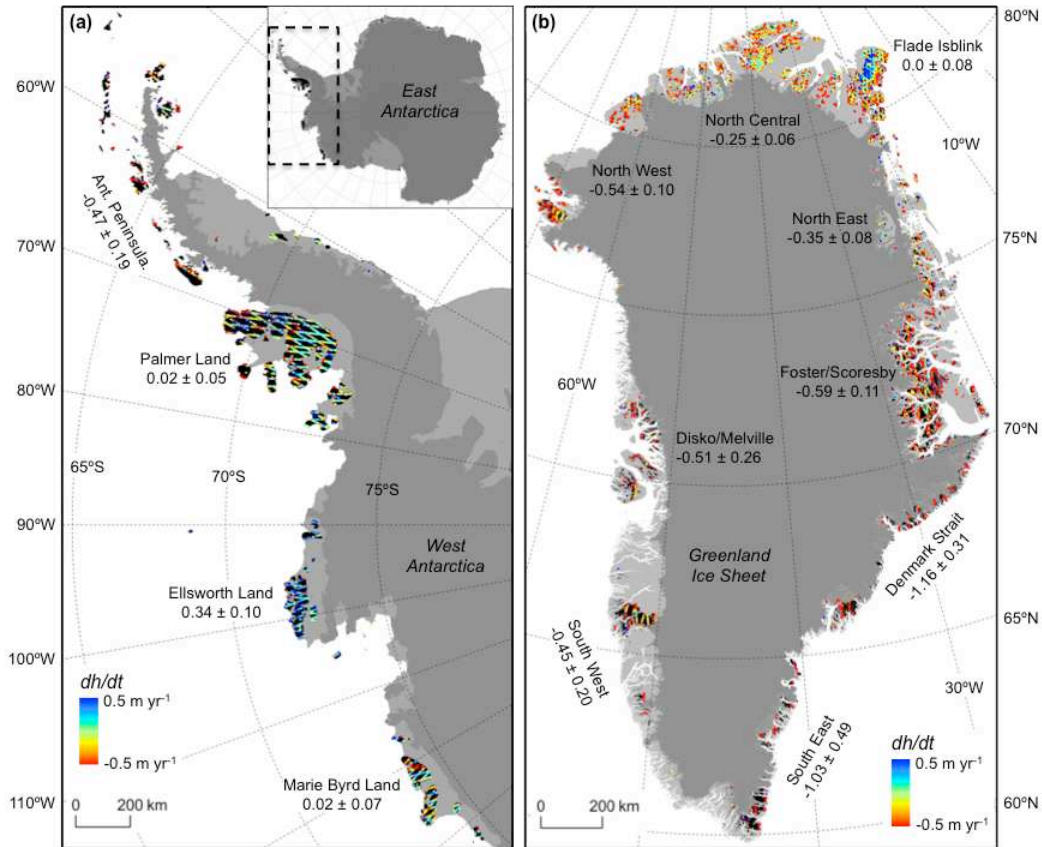 (a)
60ºW
East
Antarctica
Ant. Peninsula.
-0.47 ± 0.19
70ºW
Palmer Land
0.02 ± 0.05
80ºW
65ºS
70ºS
75ºS
90ºW
West
Antarctica
Ellsworth Land
0.34 ± 0.10
100ºW
dh/dt
0.5 m yr⁻¹
-0.5 m yr⁻¹
Marie Byrd Land
0.02 ± 0.07
110ºW
0 200 km
(b)
80ºN
Flade Isblink
0.0 ± 0.08
North Central
-0.25 ± 0.06
10ºW
North West
-0.54 ± 0.10
North East
-0.35 ± 0.08
75ºN
60ºW
Foster/Scoresby
-0.59 ± 0.11
Disko/Melville
-0.51 ± 0.26
70ºN
Greenland
Ice Sheet
Denmark Strait
-1.16 ± 0.31
65ºN
South West
-0.45 ± 0.20
30ºW
South East
-1.03 ± 0.49
dh/dt
0.5 m yr⁻¹
-0.5 m yr⁻¹
60ºN
0 200 km